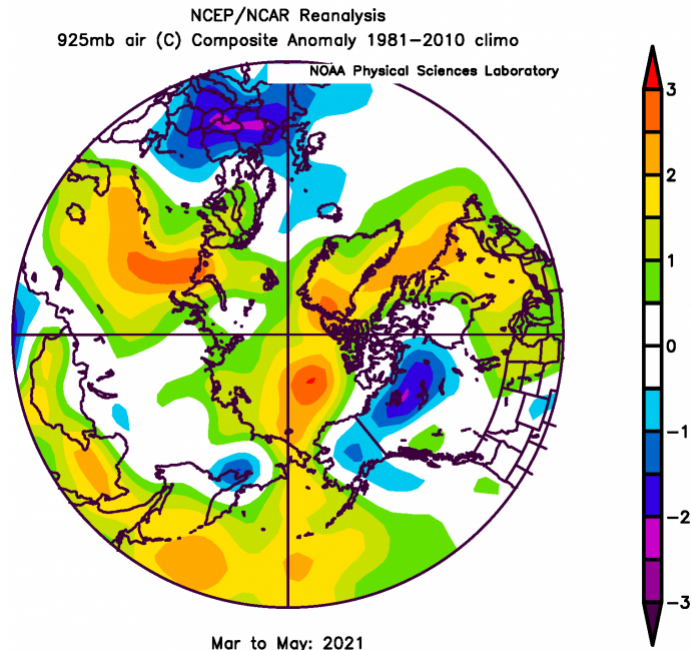 NCEP/NCAR Reanalysis
925mb air (C) Composite Anomaly 1981–2010 climo
NOAA Physical Sciences Laboratory
3
2
1
0
−1
−2
−3
Mar to May: 2021